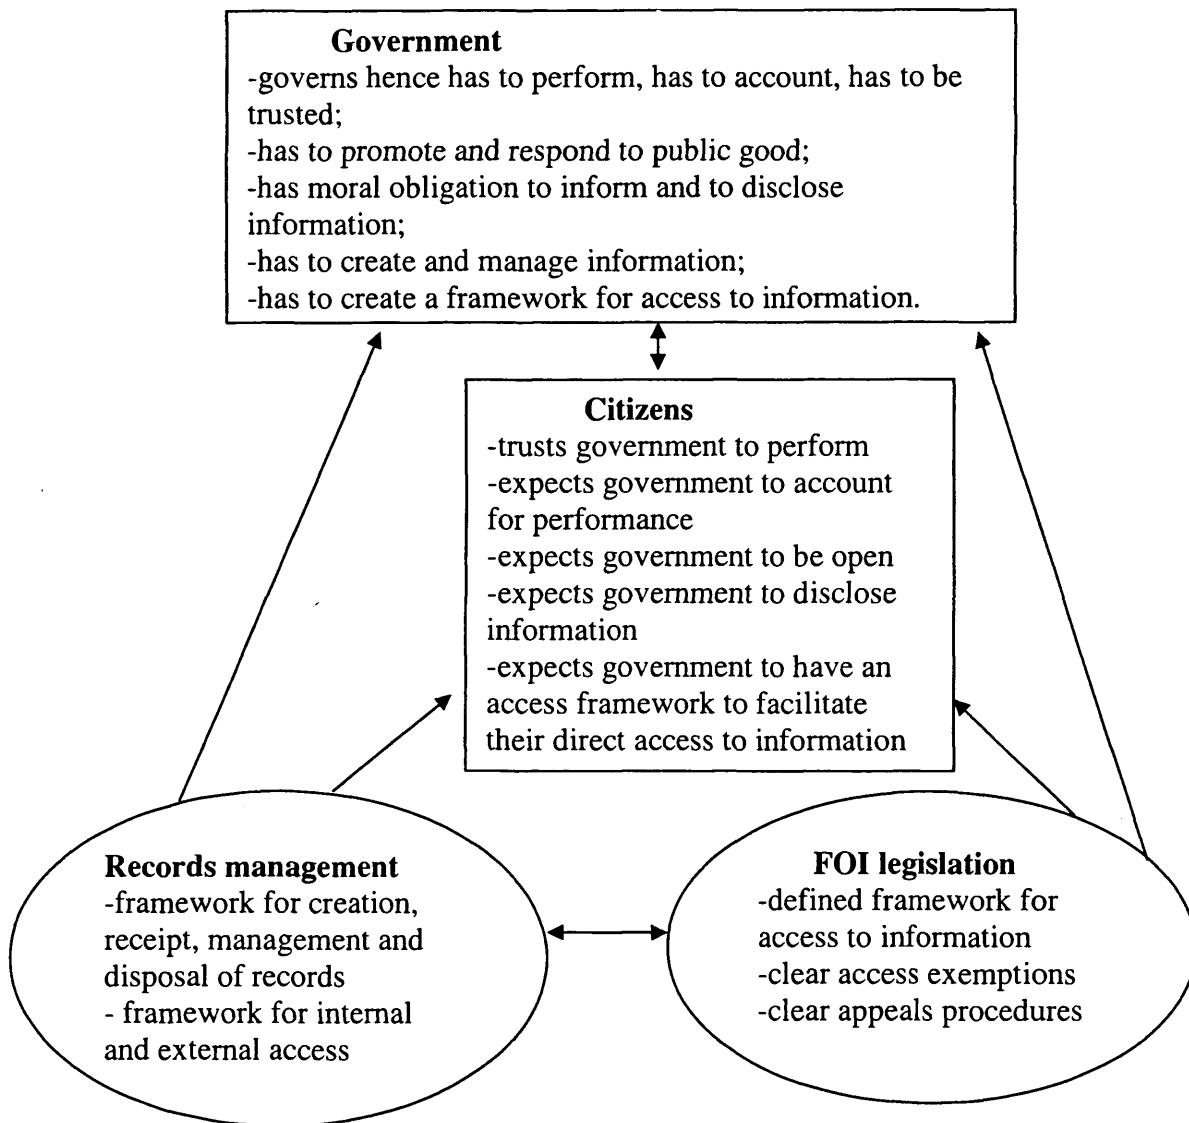 Government
-governs hence has to perform, has to account, has to be
trusted;
-has to promote and respond to public good;
-has moral obligation to inform and to disclose
information;
-has to create and manage information;
-has to create a framework for access to information.
Citizens
-trusts government to perform
-expects government to account
for performance
-expects government to be open
-expects government to disclose
information
-expects government to have an
access framework to facilitate
their direct access to information
Records management
-framework for creation,
receipt, management and
disposal of records
- framework for internal
and external access
FOI legislation
-defined framework for
access to information
-clear access exemptions
-clear appeals procedures